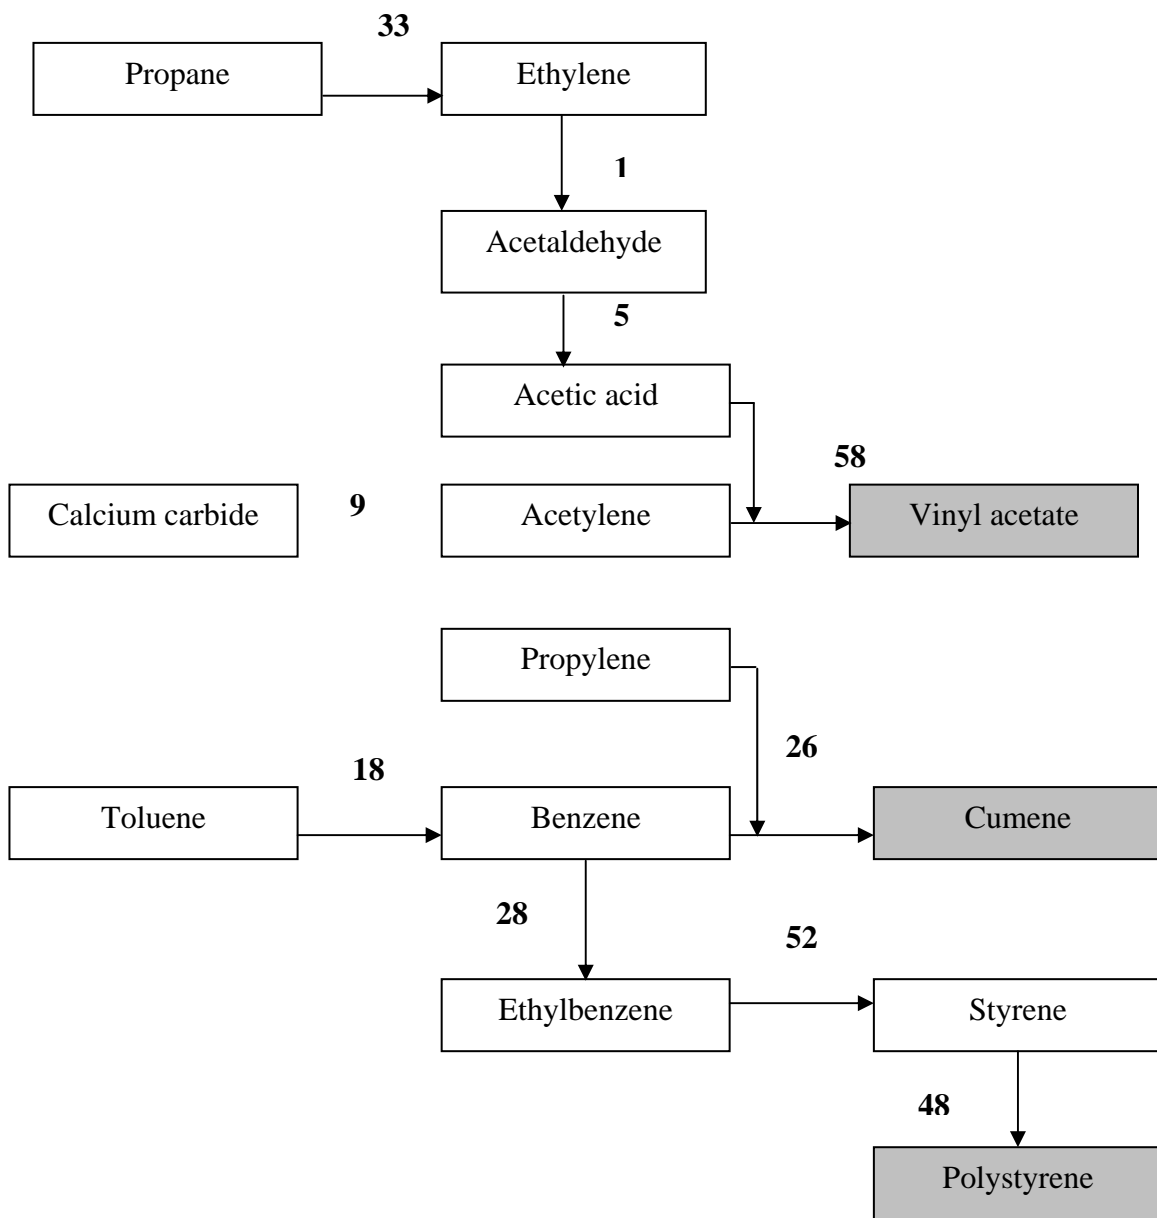 33
Propane
Ethylene
1
Acetaldehyde
5
Acetic acid
58
Calcium carbide
9
Acetylene
Vinyl acetate
Propylene
26
18
Toluene
Benzene
Cumene
28
52
Ethylbenzene
Styrene
48
Polystyrene